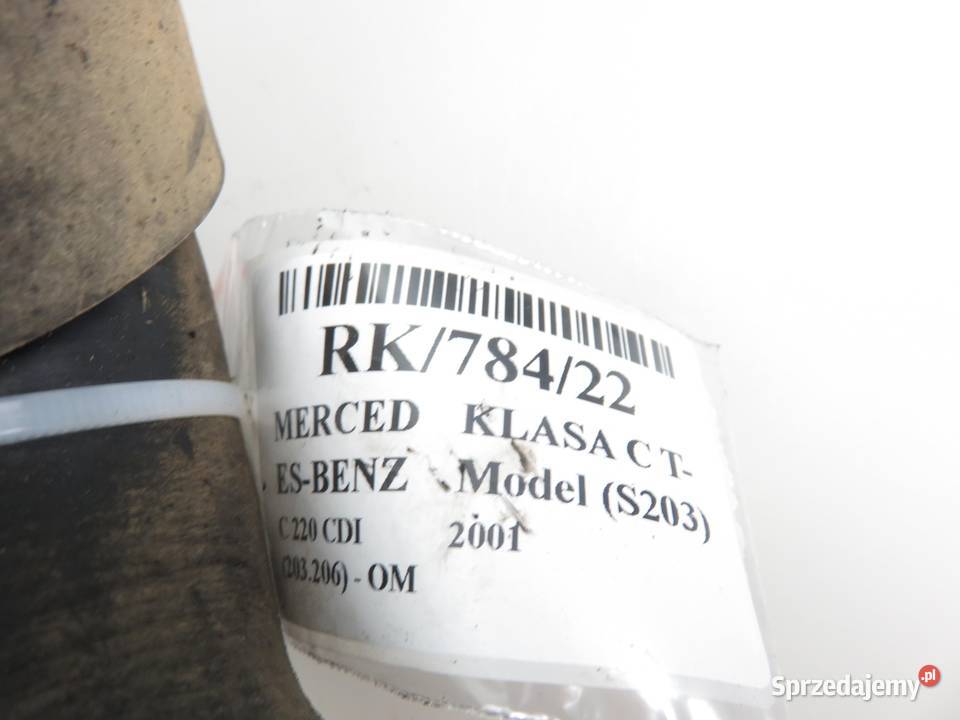 RK/784/22
MERCED KLASA C T-
ES-BENZ Model (S203)
C 220 CDI 2001
(203.206) - OM
Sprzedajemy.pl